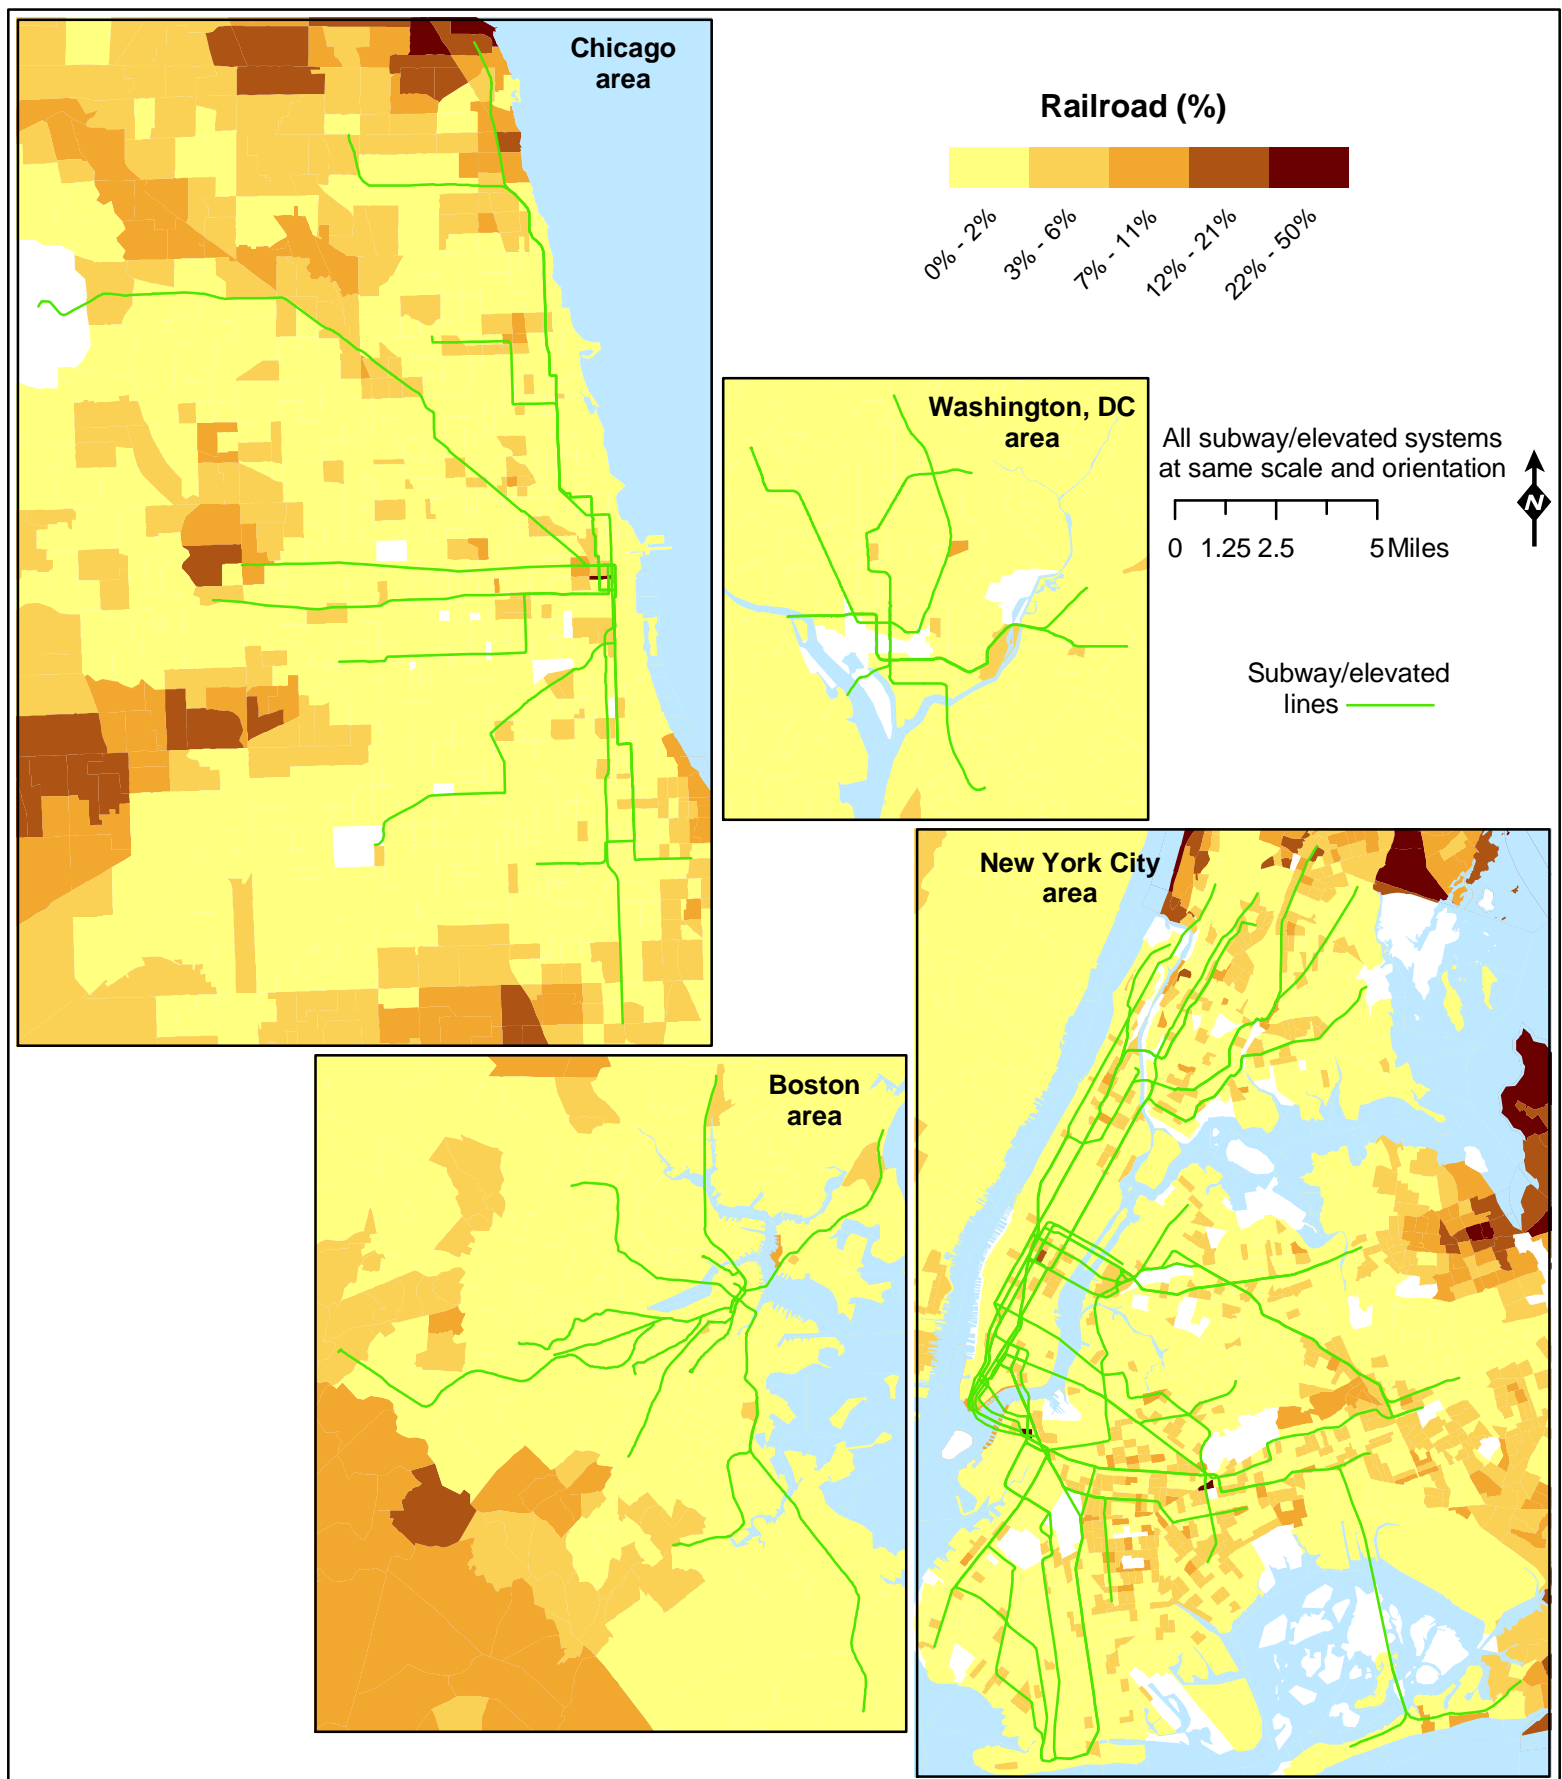 Chicago
area
Railroad (%)
0% - 2%
3% - 6%
7% - 11%
12% - 21%
22% - 50%
Washington, DC
area
All subway/elevated systems
at same scale and orientation
N
0 1.25 2.5 5 Miles
Subway/elevated
lines
New York City
area
Boston
area